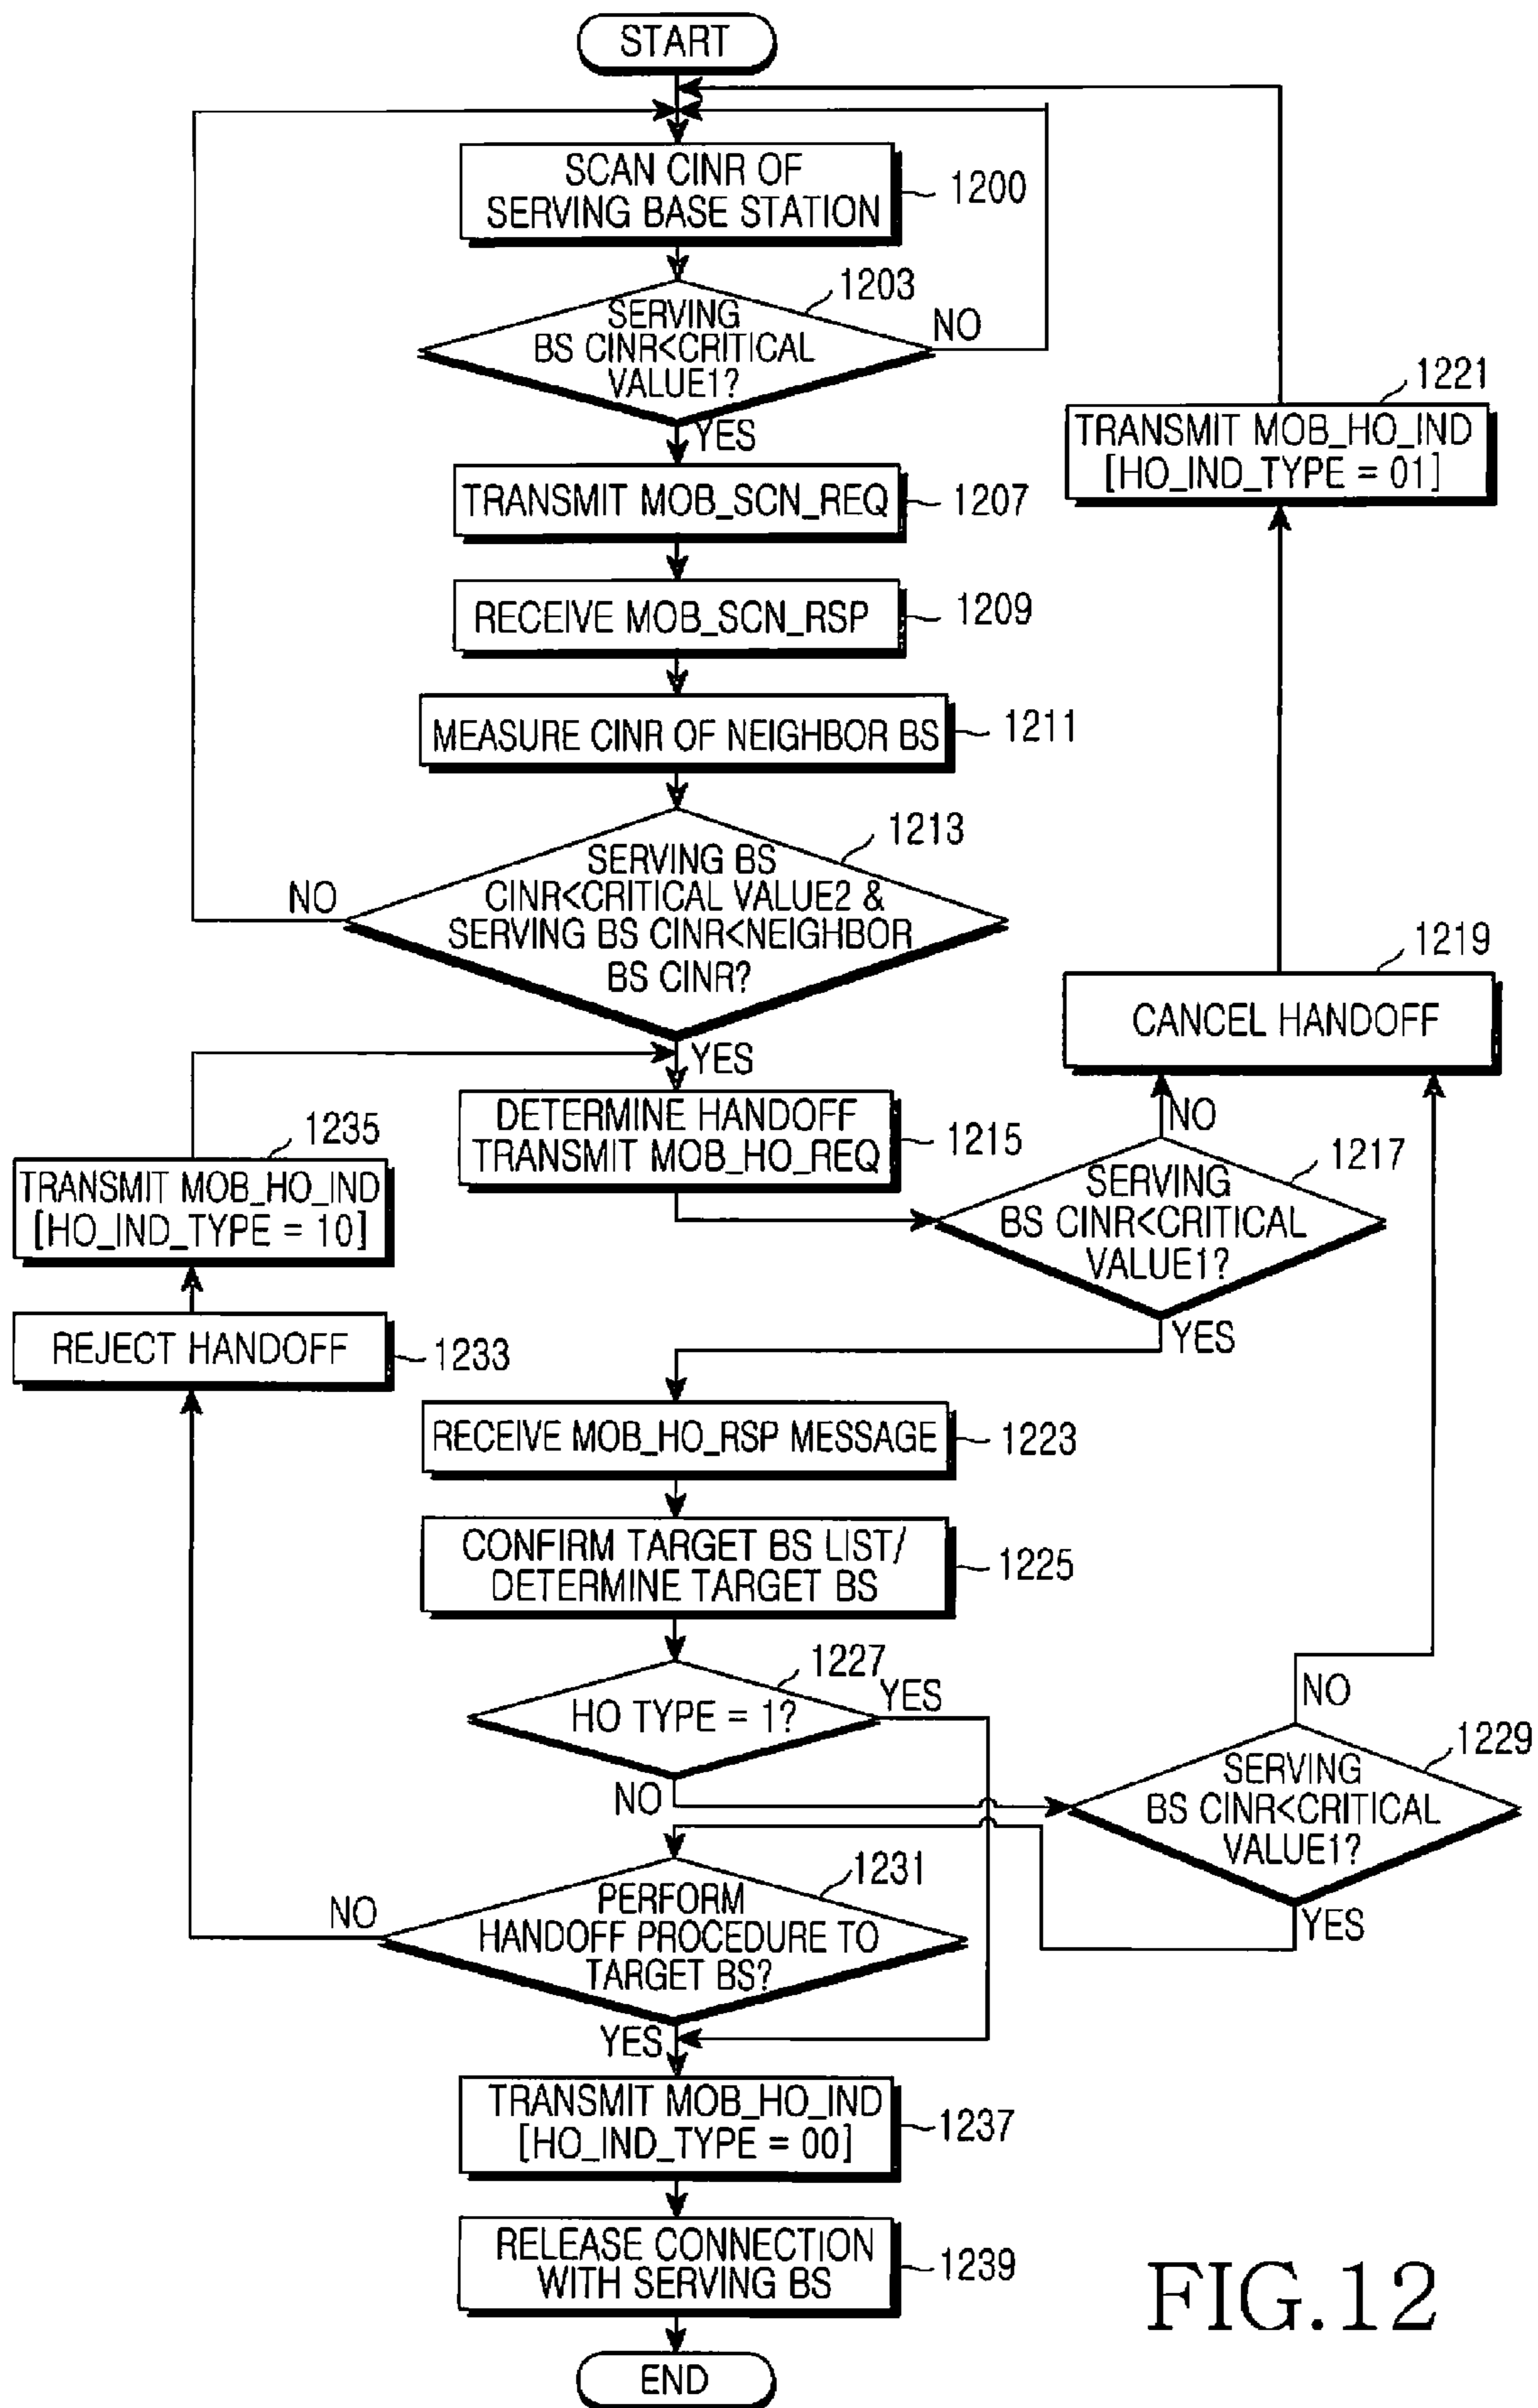 START
SCAN CINR OF
SERVING BASE STATION
1200
1203
SERVING
BS CINR<CRITICAL
VALUE1?
NO
YES
1221
TRANSMIT MOB_HO_IND
[HO_IND_TYPE = 01]
TRANSMIT MOB_SCN_REQ
1207
RECEIVE MOB_SCN_RSP
1209
MEASURE CINR OF NEIGHBOR BS
1211
1213
SERVING BS
CINR<CRITICAL VALUE2 &
SERVING BS CINR<NEIGHBOR
BS CINR?
NO
YES
1219
CANCEL HANDOFF
DETERMINE HANDOFF
TRANSMIT MOB_HO_REQ
1215
NO
1217
SERVING
BS CINR<CRITICAL
VALUE1?
YES
1235
TRANSMIT MOB_HO_IND
[HO_IND_TYPE = 10]
REJECT HANDOFF
1233
RECEIVE MOB_HO_RSP MESSAGE
1223
CONFIRM TARGET BS LIST/
DETERMINE TARGET BS
1225
1227
HO TYPE = 1?
YES
NO
NO
1229
SERVING
BS CINR<CRITICAL
VALUE1?
YES
1231
PERFORM
HANDOFF PROCEDURE TO
TARGET BS?
NO
YES
TRANSMIT MOB_HO_IND
[HO_IND_TYPE = 00]
1237
RELEASE CONNECTION
WITH SERVING BS
1239
END
FIG.12